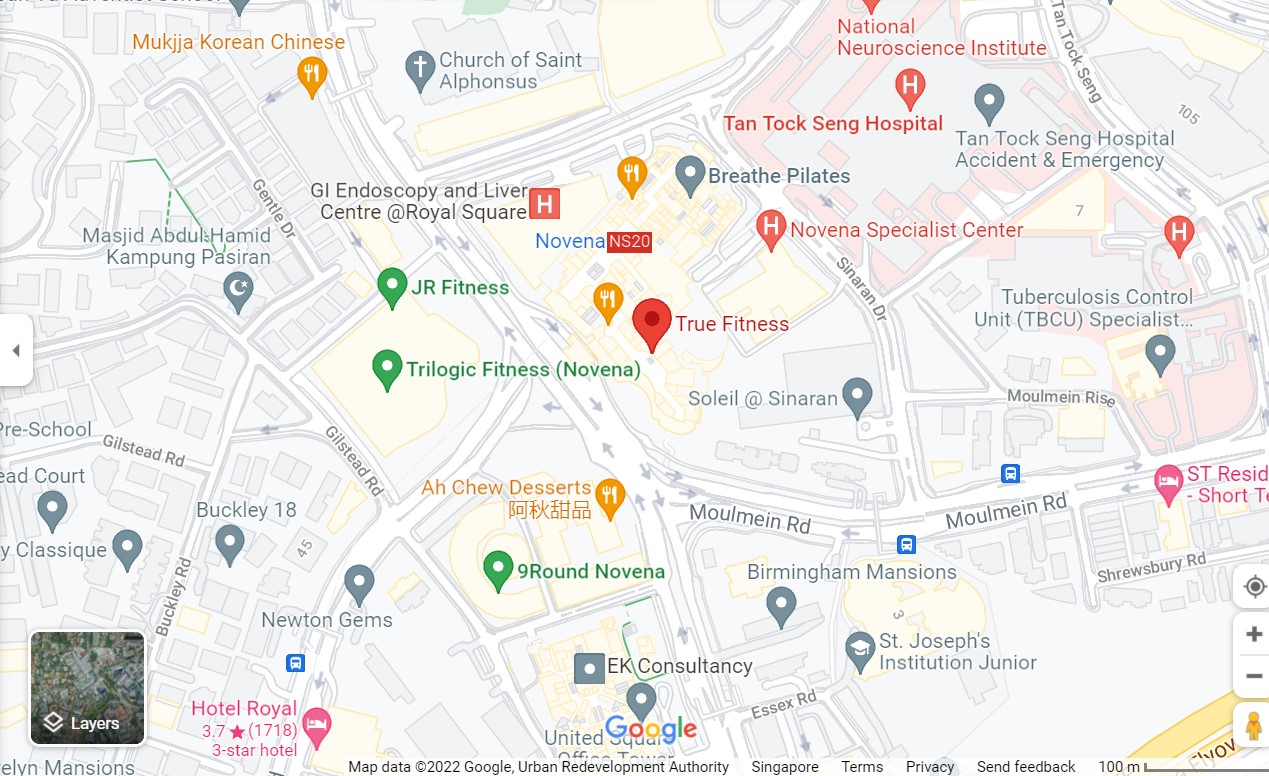 Mukjja Korean Chinese
Church of Saint
Alphonsus
National
Neuroscience Institute
Tan Tock Seng
Tan Tock Seng Hospital
105
Tan Tock Seng Hospital
Accident & Emergency
Breathe Pilates
GI Endoscopy and Liver
Centre @Royal Square
H
H
H
H
Gentle Dr
7
Novena NS20
Novena Specialist Center
Masjid Abdul Hamid
Kampung Pasiran
Sinaran Dr
JR Fitness
Tuberculosis Control
Unit (TBCU) Specialist...
True Fitness
Trilogic Fitness (Novena)
Soleil @ Sinaran
Moulmein Rise
Pre-School
Gilstead Rd
Gilstead Rd
ead Court
Ah Chew Desserts
阿秋甜品
ST Resid
- Short Te
Buckley 18
Moulmein Rd
Moulmein Rd
y Classique
45
Buckley Rd
9Round Novena
Birmingham Mansions
Shrewsbury Rd
Newton Gems
3
St. Joseph's
Institution Junior
EK Consultancy
Essex Rd
Hotel Royal
3.7 ★ (1718)
3-star hotel
Layers
Google
United Square
Office Tower
Flyov
elyn Mansions
Map data ©2022 Google, Urban Redevelopment Authority Singapore Terms Privacy Send feedback 100 m